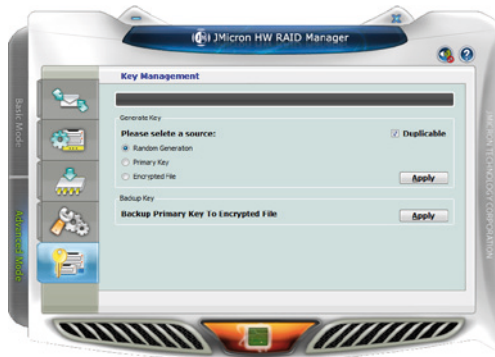 JMicron HW RAID Manager
Key Management
Generate Key
Please selete a source:
Duplicable
Random Generation
Primary Key
Encrypted File
Apply
Backup Key
Backup Primary Key To Encrypted File
Apply
Basic Mode
Advanced Mode
JMICRON TECHNOLOGY CORPORATION